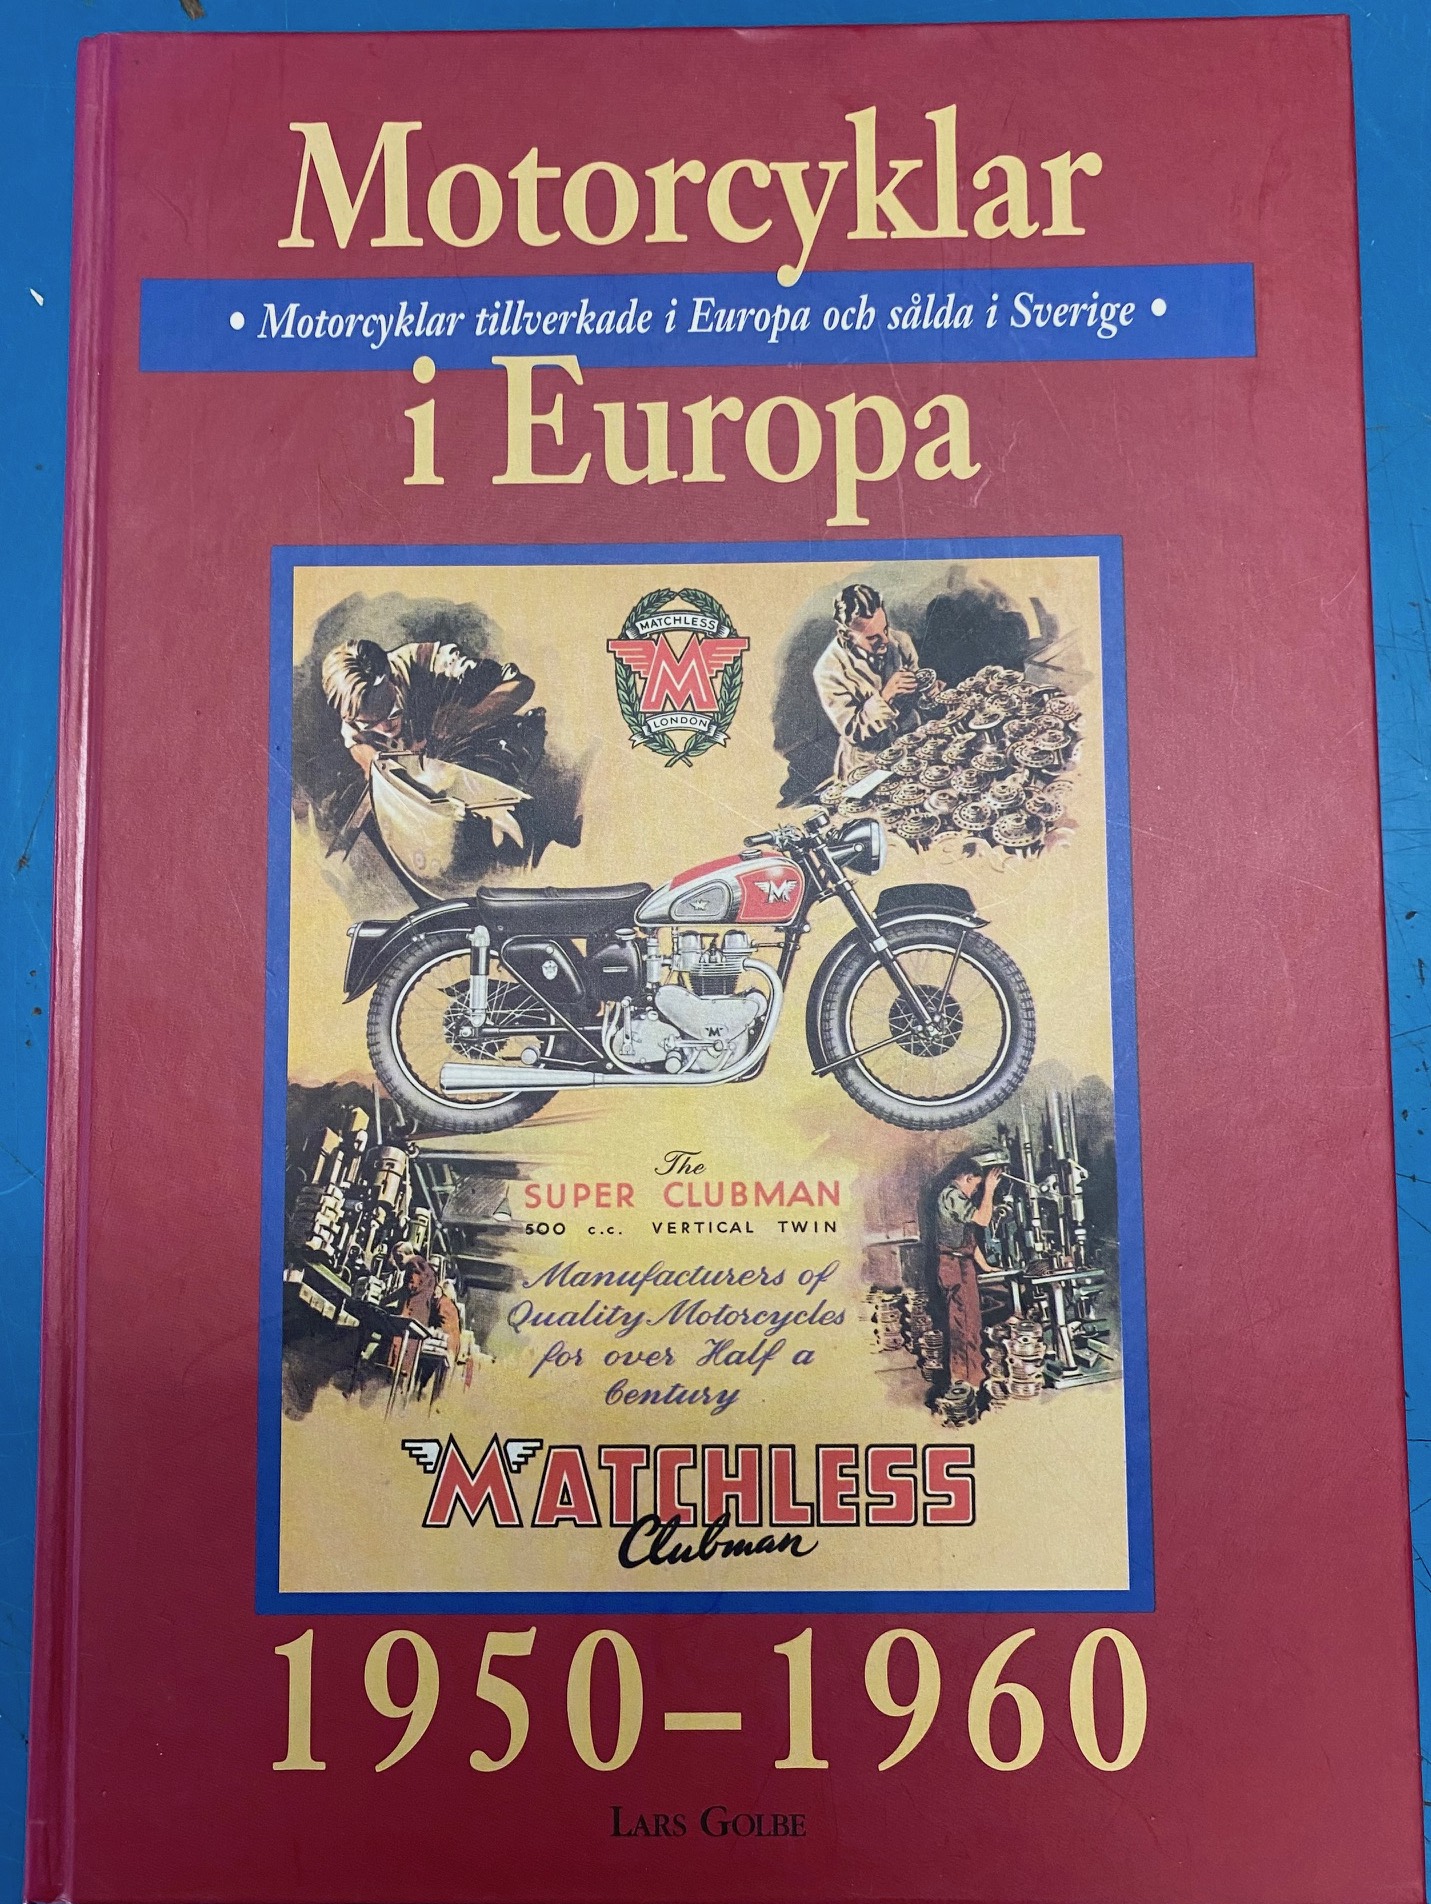 Motorcyklar
• Motorcyklar tillverkade i Europa och sålda i Sverige •
i Europa
MATCHLESS
M
LONDON
M
M
The
SUPER CLUBMAN
500 c.c. VERTICAL TWIN
Manufacturers of
Quality Motorcycles
for over Half a
Century
MATCHLESS
Clubman
1950–1960
LARS GOLBE